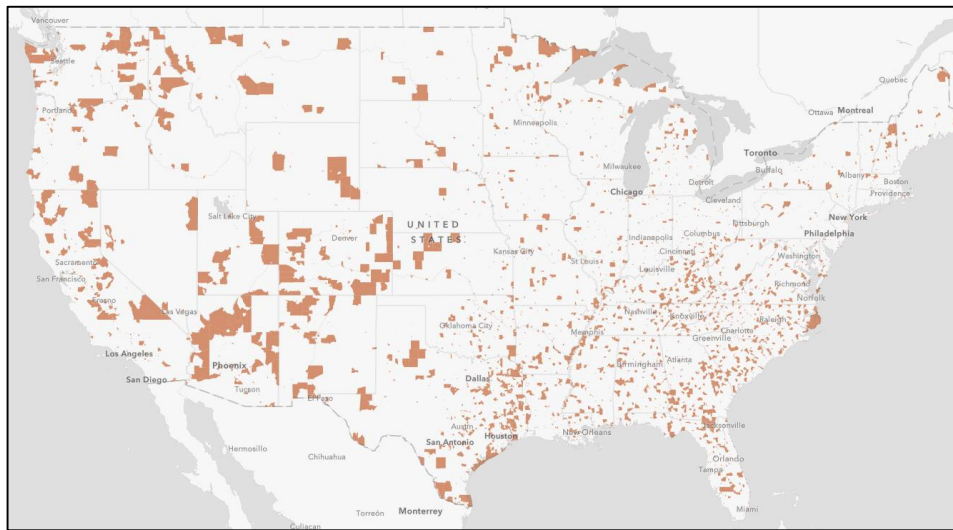 Vancouver
Seattle
Portland
Minneapolis
Quebec
Ottawa
Montreal
Toronto
Buffalo
Albany
Boston
Providence
Milwaukee
Detroit
Chicago
Cleveland
New York
Pittsburgh
Philadelphia
Salt Lake City
UNITED
STATES
Denver
Indianapolis
Columbus
Cincinnati
Washington
Kansas City
St Louis
Louisville
Richmond
Norfolk
Sacramento
San Francisco
Fresno
Las Vegas
Nashville
Knoxville
Raleigh
Oklahoma City
Memphis
Charlotte
Greenville
Los Angeles
Phoenix
Birmingham
Atlanta
San Diego
Tucson
Dallas
El Paso
Austin
Jacksonville
Hermosillo
San Antonio
Houston
New Orleans
Chihuahua
Orlando
Tampa
Torreón
Monterrey
Miami
Culiacan